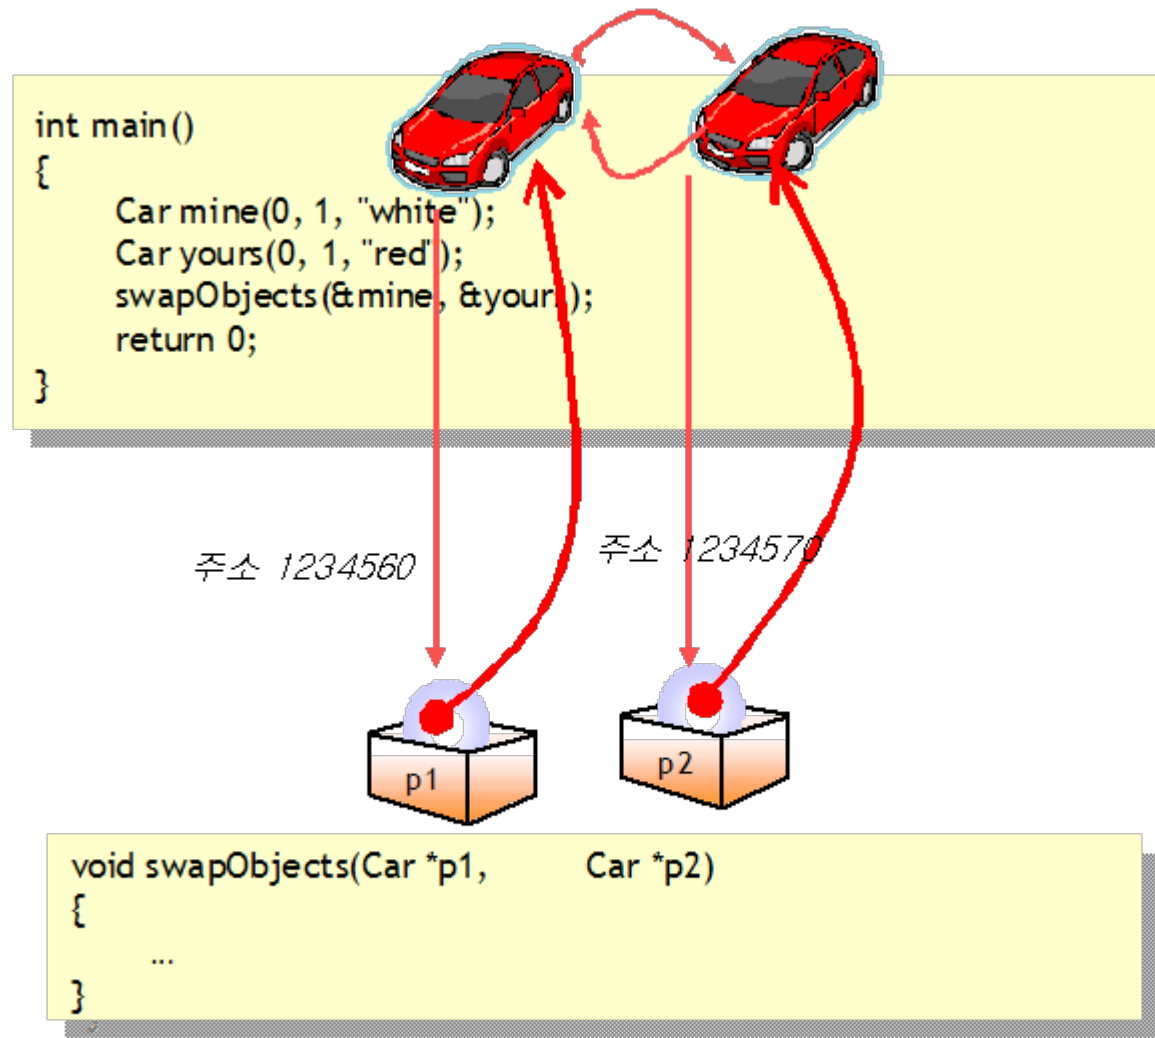 int main()
{
Car mine(0, 1, "white");
Car yours(0, 1, "red");
swapObjects(&mine, &your );
return 0;
}
주소 1234560
주소 1234570
p1
p2
void swapObjects(Car *p1, Car *p2)
{
...
}